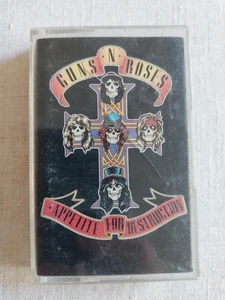 GUNS N' ROSES
APPETITE FOR DESTRUCTION